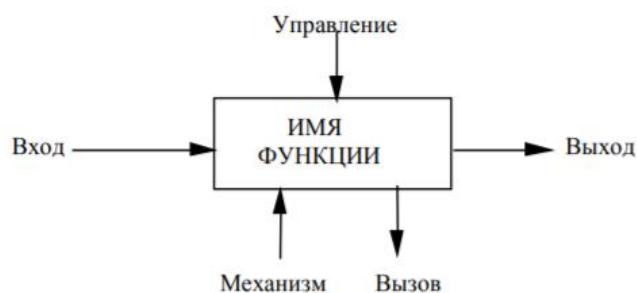 Управление
ИМЯ
ФУНКЦИИ
Вход
Выход
Механизм
Вызов